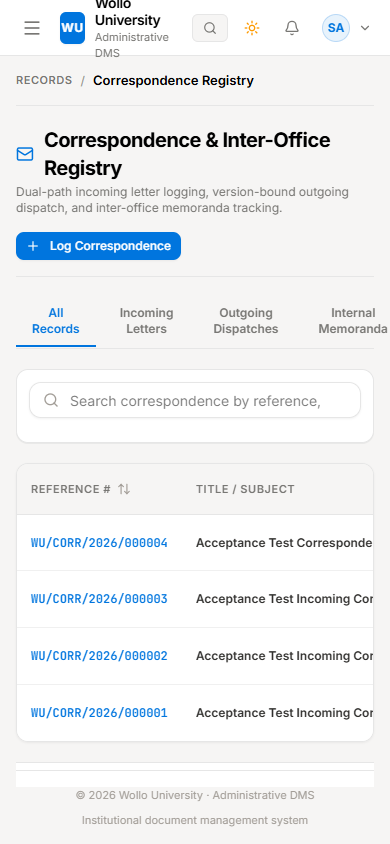 Wollo
University
Administrative
DMS
WU
SA
RECORDS / Correspondence Registry
Correspondence & Inter-Office
Registry
Dual-path incoming letter logging, version-bound outgoing
dispatch, and inter-office memoranda tracking.
+ Log Correspondence
All
Records
Incoming
Letters
Outgoing
Dispatches
Internal
Memoranda
Search correspondence by reference,
REFERENCE # TITLE / SUBJECT
WU/CORR/2026/000004 Acceptance Test Corresponde
WU/CORR/2026/000003 Acceptance Test Incoming Cor
WU/CORR/2026/000002 Acceptance Test Incoming Cor
WU/CORR/2026/000001 Acceptance Test Incoming Cor
© 2026 Wollo University · Administrative DMS
Institutional document management system